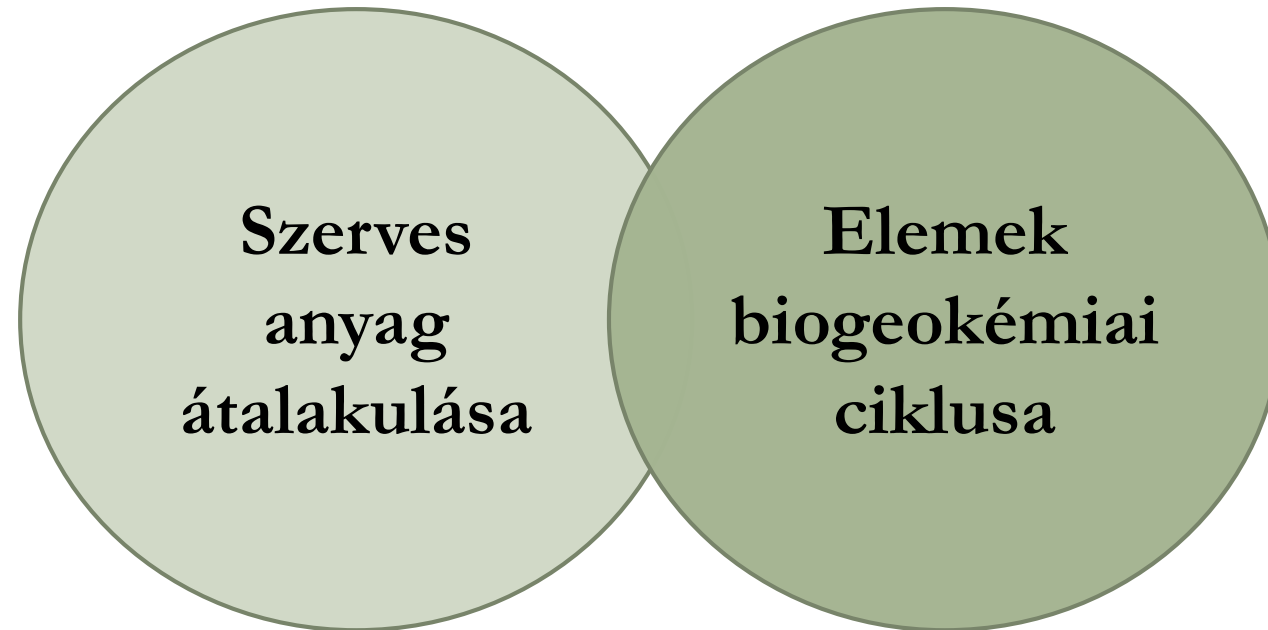 Szerves
anyag
átalakulása
Elemek
biogeokémiai
ciklusa